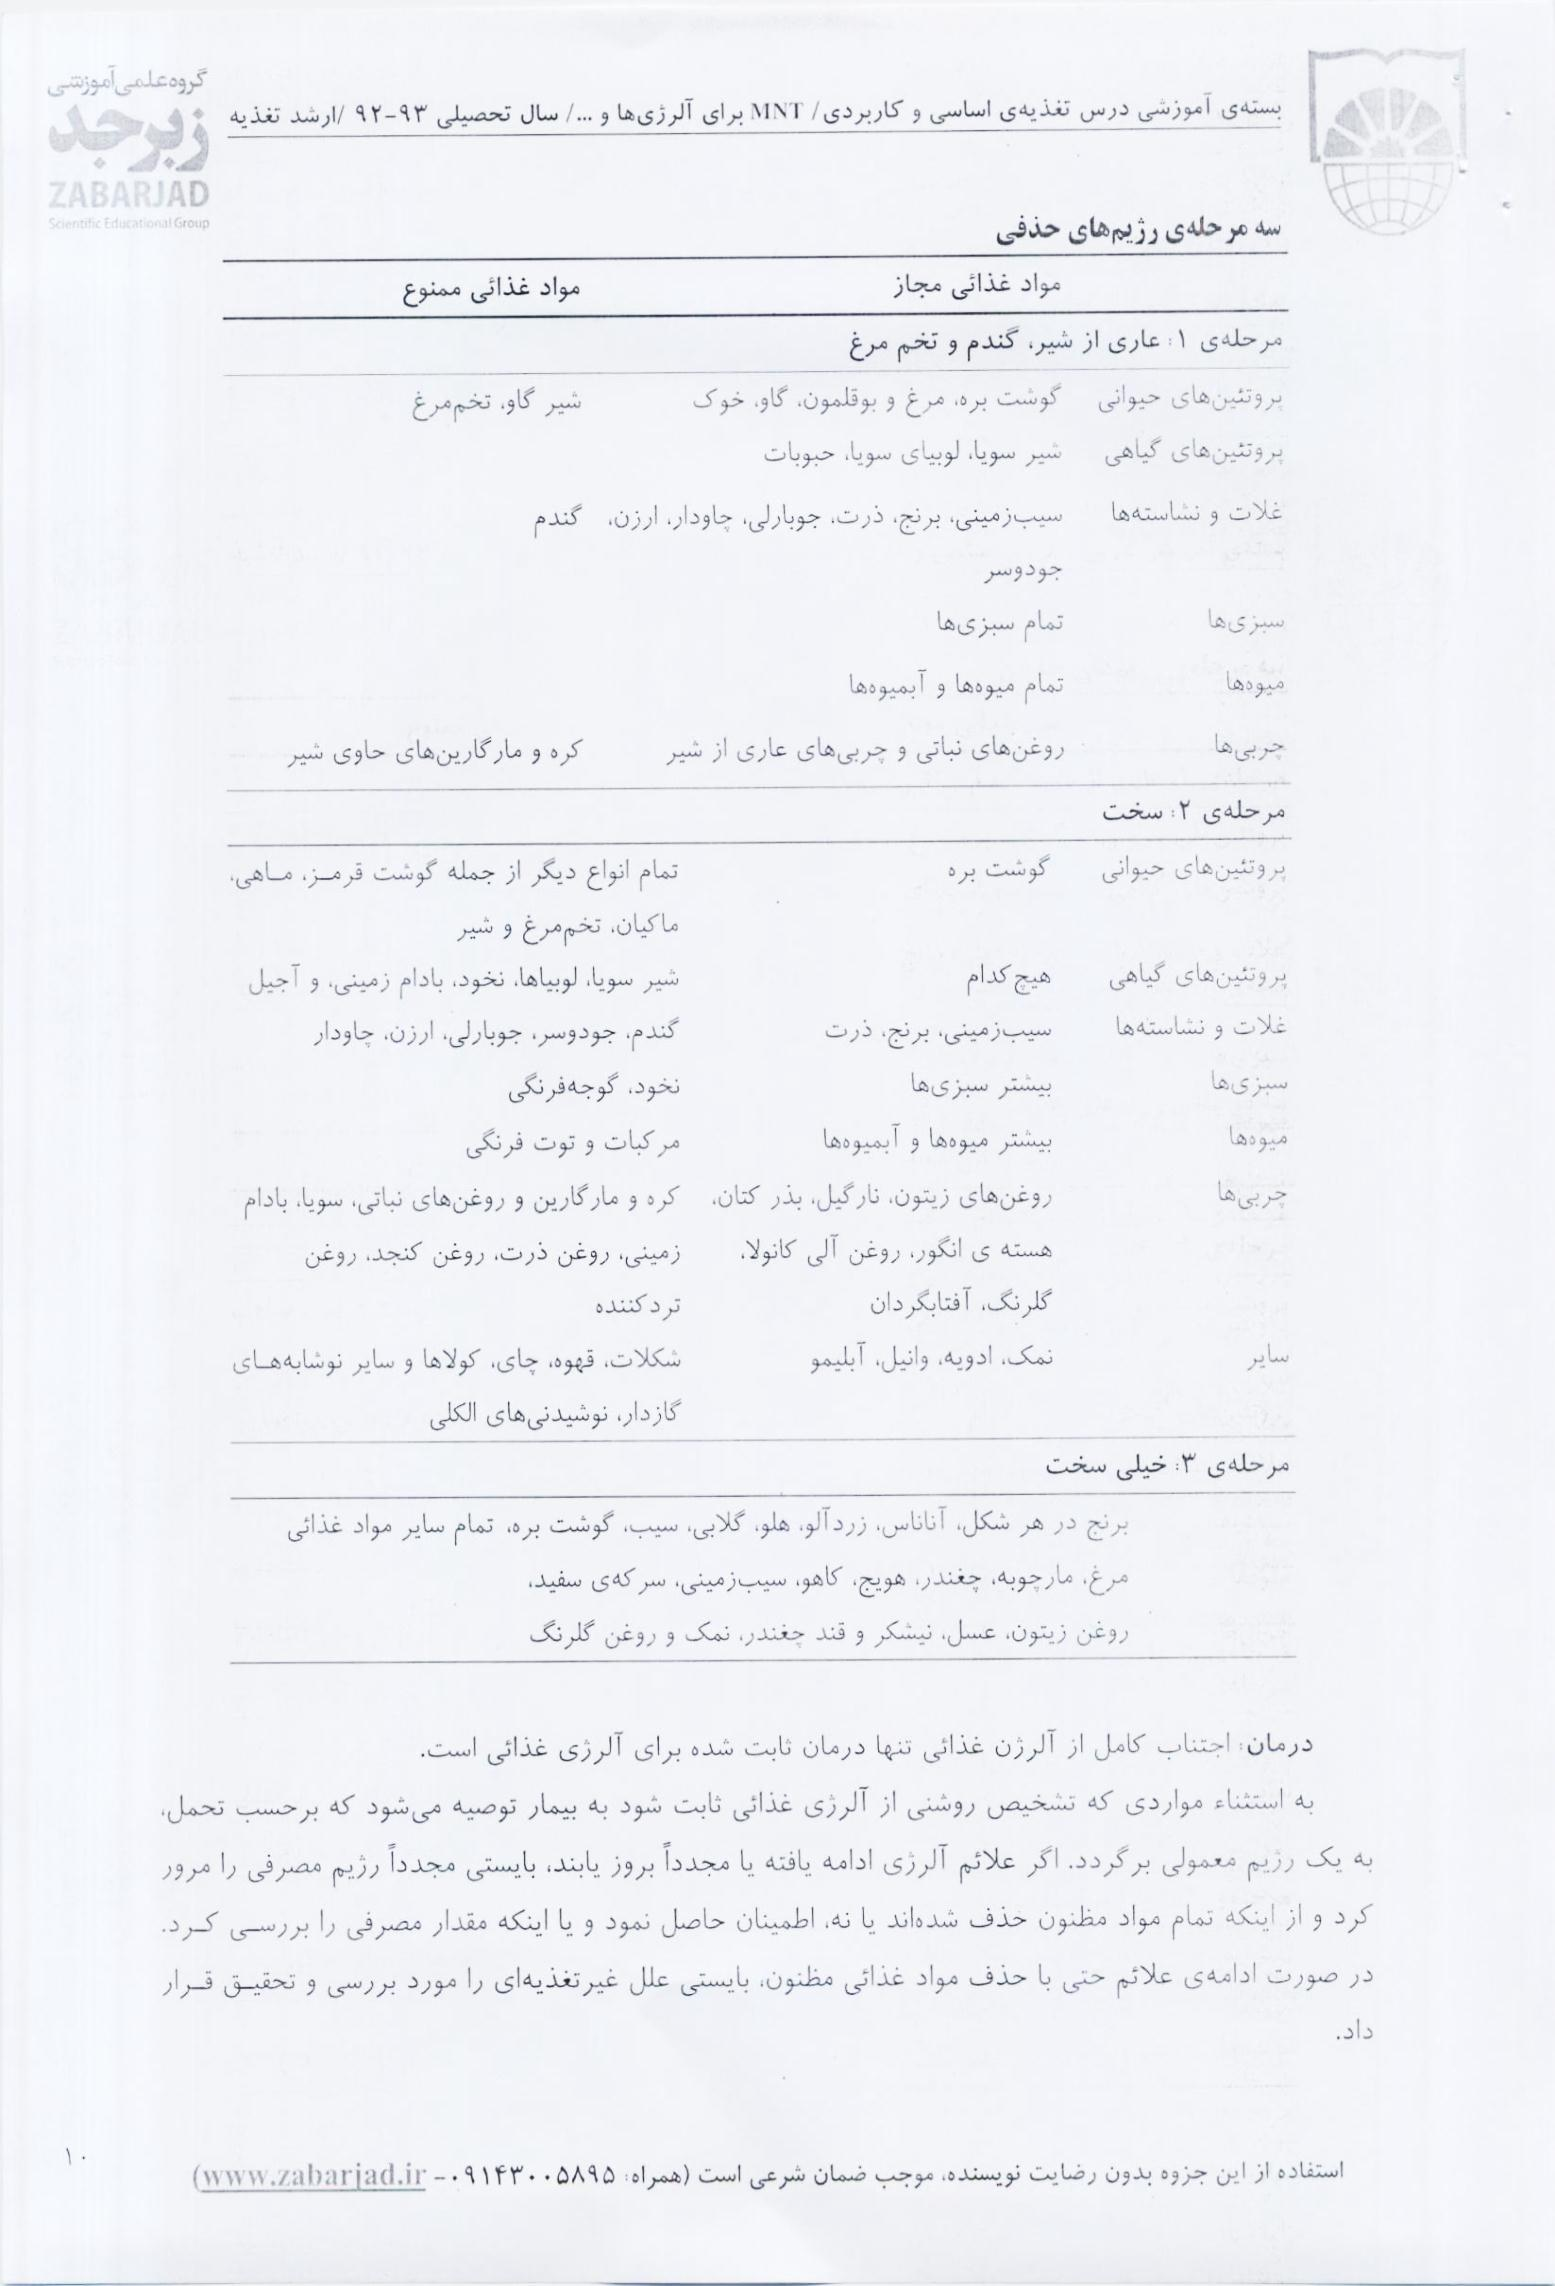 گروه علمی آموزشی
زبرجد
ZABARJAD
Scientific Educational Group
بسته‌ی آموزشی درس تغذیه‌ی اساسی و کاربردی/ MNT برای آلرژی‌ها و .../ سال تحصیلی ۹۳-۹۲ /ارشد تغذیه
سه مرحله‌ی رژیم‌های حذفی
مواد غذائی مجاز مواد غذائی ممنوع
مرحله‌ی ۱: عاری از شیر، گندم و تخم مرغ
پروتئین‌های حیوانی گوشت بره، مرغ و بوقلمون، گاو، خوک شیر گاو، تخم‌مرغ
پروتئین‌های گیاهی شیر سویا، لوبیای سویا، حبوبات
غلات و نشاسته‌ها سیب‌زمینی، برنج، ذرت، جوبارلی، چاودار، ارزن، گندم
جودوسر
سبزی‌ها تمام سبزی‌ها
میوه‌ها تمام میوه‌ها و آبمیوه‌ها
چربی‌ها روغن‌های نباتی و چربی‌های عاری از شیر کره و مارگارین‌های حاوی شیر
مرحله‌ی ۲: سخت
پروتئین‌های حیوانی گوشت بره تمام انواع دیگر از جمله گوشت قرمـز، مـاهی،
ماکیان، تخم‌مرغ و شیر
پروتئین‌های گیاهی هیچ‌کدام شیر سویا، لوبیاها، نخود، بادام زمینی، و آجیل
غلات و نشاسته‌ها سیب‌زمینی، برنج، ذرت گندم، جودوسر، جوبارلی، ارزن، چاودار
سبزی‌ها بیشتر سبزی‌ها نخود، گوجه‌فرنگی
میوه‌ها بیشتر میوه‌ها و آبمیوه‌ها مرکبات و توت فرنگی
چربی‌ها روغن‌های زیتون، نارگیل، بذر کتان، کره و مارگارین و روغن‌های نباتی، سویا، بادام
هسته ی انگور، روغن آلی کانولا، زمینی، روغن ذرت، روغن کنجد، روغن
گلرنگ، آفتابگردان تردکننده
سایر نمک، ادویه، وانیل، آبلیمو شکلات، قهوه، چای، کولاها و سایر نوشابه‌هـای
گازدار، نوشیدنی‌های الکلی
مرحله‌ی ۳: خیلی سخت
برنج در هر شکل، آناناس، زردآلو، هلو، گلابی، سیب، گوشت بره، تمام سایر مواد غذائی
مرغ، مارچوبه، چغندر، هویج، کاهو، سیب‌زمینی، سرکه‌ی سفید،
روغن زیتون، عسل، نیشکر و قند چغندر، نمک و روغن گلرنگ
درمان: اجتناب کامل از آلرژن غذائی تنها درمان ثابت شده برای آلرژی غذائی است.
به استثناء مواردی که تشخیص روشنی از آلرژی غذائی ثابت شود به بیمار توصیه می‌شود که برحسب تحمل،
به یک رژیم معمولی برگردد. اگر علائم آلرژی ادامه یافته یا مجدداً بروز یابند، بایستی مجدداً رژیم مصرفی را مرور
کرد و از اینکه تمام مواد مظنون حذف شده‌اند یا نه، اطمینان حاصل نمود و یا اینکه مقدار مصرفی را بررسـی کـرد.
در صورت ادامه‌ی علائم حتی با حذف مواد غذائی مظنون، بایستی علل غیرتغذیه‌ای را مورد بررسی و تحقیـق قـرار
داد.
۱۰
استفاده از این جزوه بدون رضایت نویسنده، موجب ضمان شرعی است (همراه: ۰۹۱۴۳۰۰۵۸۹۵- www.zabarjad.ir)